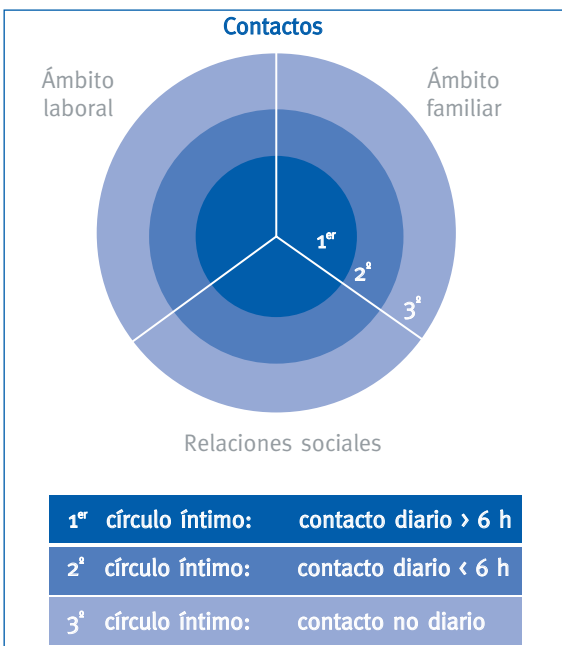 Contactos
Ámbito
laboral
Ámbito
familiar
1er
2º
3º
Relaciones sociales
1er círculo íntimo: contacto diario > 6 h
2º círculo íntimo: contacto diario < 6 h
3º círculo íntimo: contacto no diario